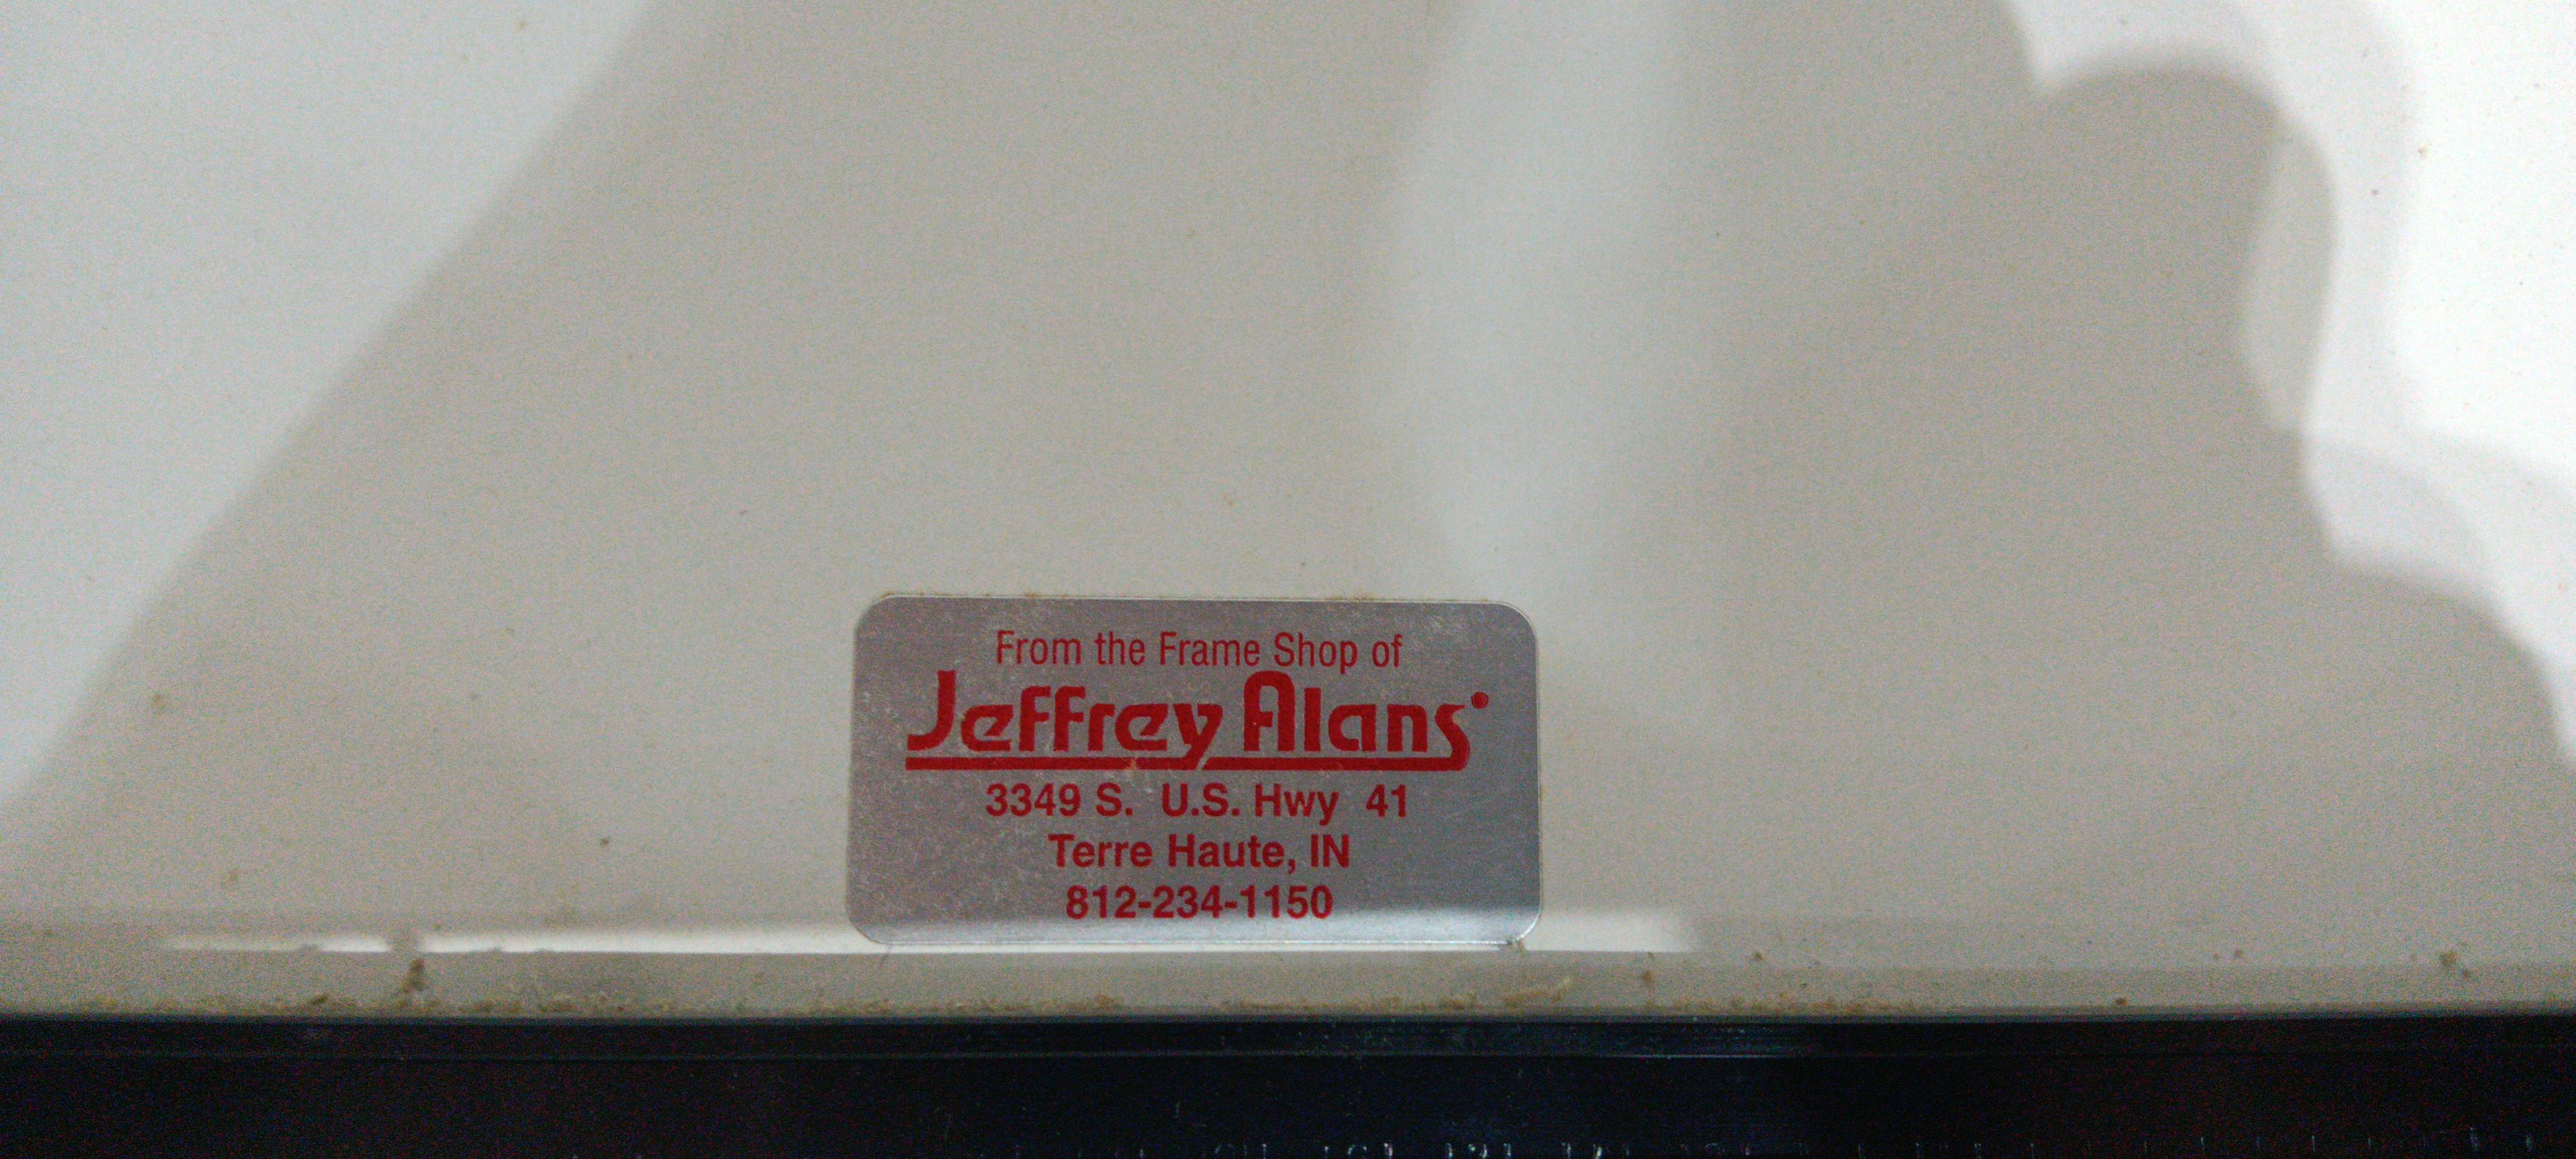 From the Frame Shop of
Jeffrey Alans
3349 S. U.S. Hwy 41
Terre Haute, IN
812-234-1150